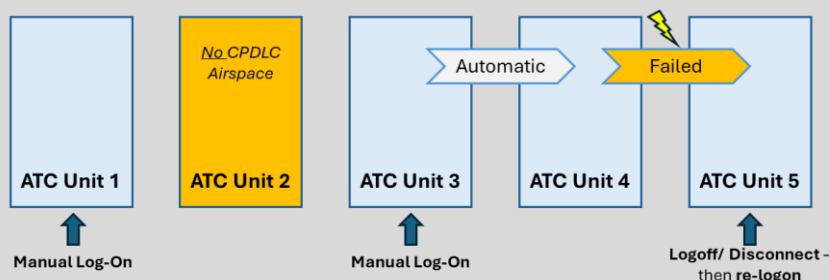 No CPDLC
Airspace
Automatic
Failed
ATC Unit 1
ATC Unit 2
ATC Unit 3
ATC Unit 4
ATC Unit 5
Manual Log-On
Manual Log-On
Logoff/ Disconnect –
then re-logon